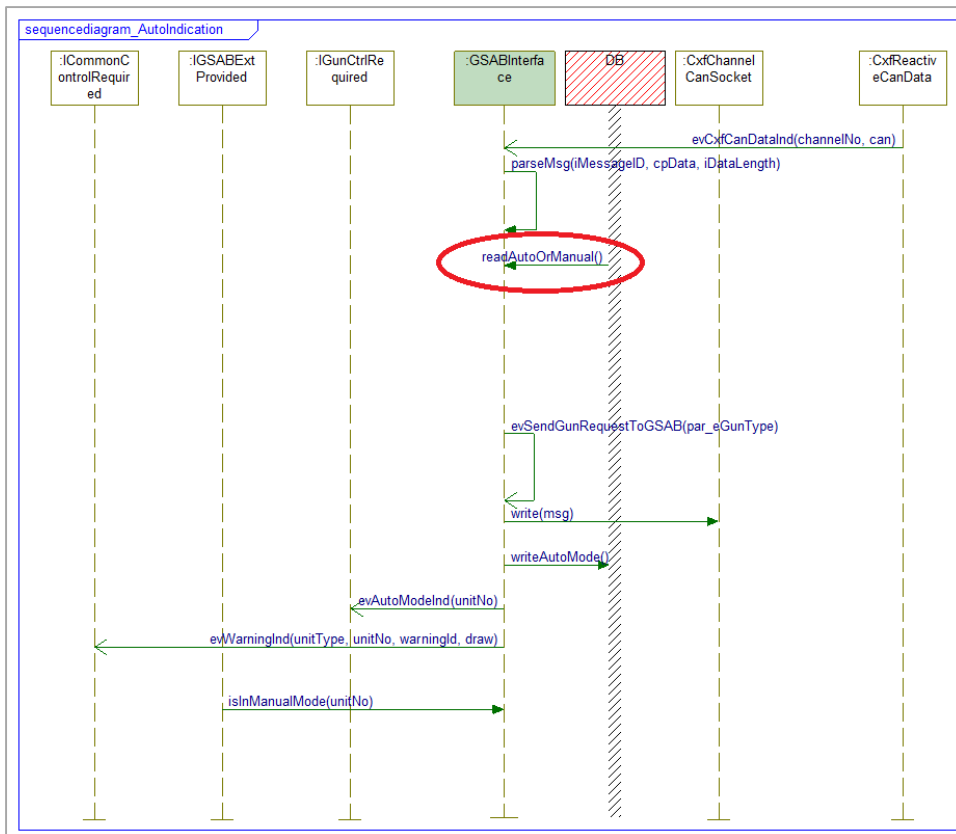 sequencediagram_AutoIndication
:ICommonC
ontrolRequir
ed
:IGSABExt
Provided
:IGunCtrlRe
quired
:GSABInterfa
ce
DB
:CxfChannel
CanSocket
:CxfReactiv
eCanData
evCxfCanDataInd(channelNo, can)
parseMsg(iMessageID, cpData, iDataLength)
readAutoOrManual()
evSendGunRequestToGSAB(par_eGunType)
write(msg)
writeAutoMode()
evAutoModeInd(unitNo)
evWarningInd(unitType, unitNo, warningId, draw)
isInManualMode(unitNo)